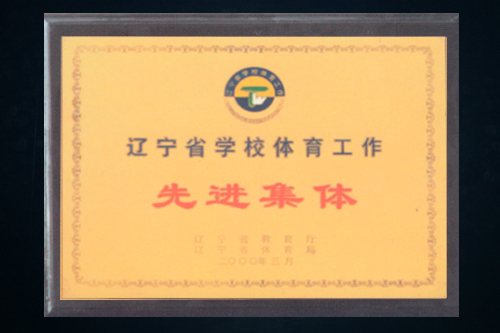 辽宁省学校体育工作
先进集体
辽宁省教育厅
辽宁省体育局
二〇〇〇年三月